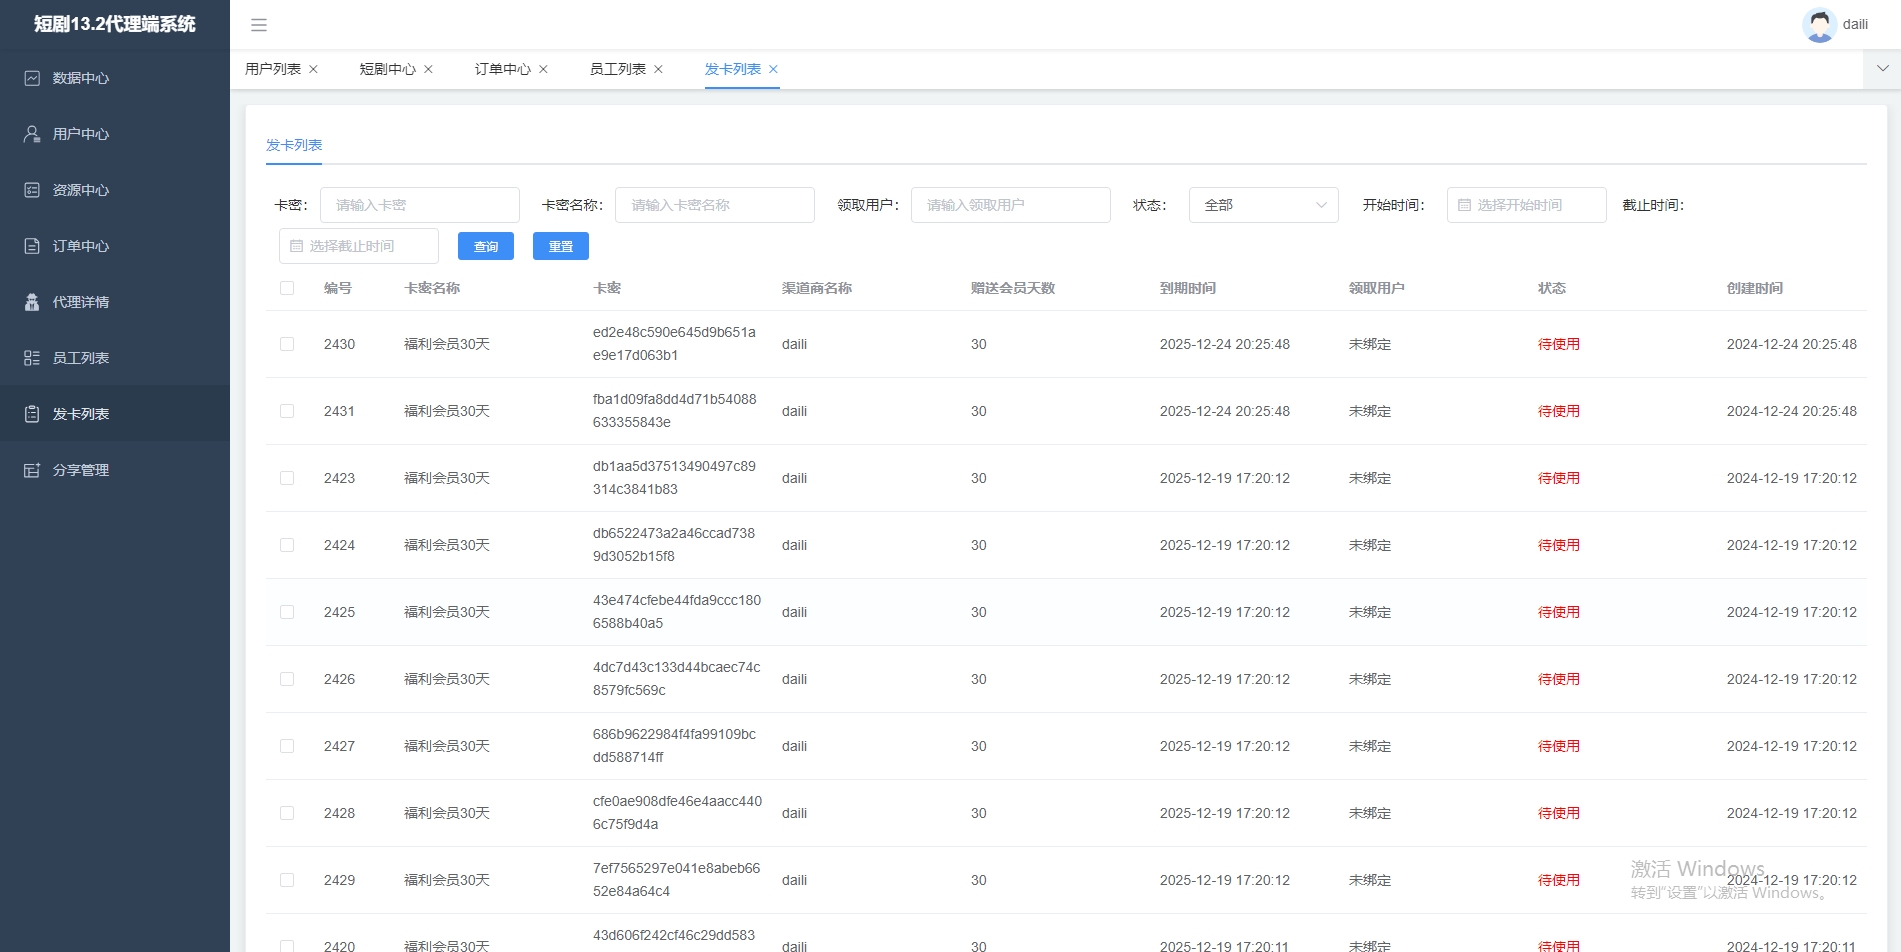 短剧13.2代理端系统
daili
数据中心
用户中心
资源中心
订单中心
代理详情
员工列表
发卡列表
分享管理
用户列表 短剧中心 订单中心 员工列表 发卡列表
发卡列表
卡密： 请输入卡密 卡密名称： 请输入卡密名称 领取用户： 请输入领取用户 状态： 全部 开始时间： 选择开始时间 截止时间：
选择截止时间 查询 重置
编号 卡密名称 卡密 渠道商名称 赠送会员天数 到期时间 领取用户 状态 创建时间
2430 福利会员30天 ed2e48c590e645d9b651a
e9e17d063b1 daili 30 2025-12-24 20:25:48 未绑定 待使用 2024-12-24 20:25:48
2431 福利会员30天 fba1d09fa8dd4d71b54088
633355843e daili 30 2025-12-24 20:25:48 未绑定 待使用 2024-12-24 20:25:48
2423 福利会员30天 db1aa5d37513490497c89
314c3841b83 daili 30 2025-12-19 17:20:12 未绑定 待使用 2024-12-19 17:20:12
2424 福利会员30天 db6522473a2a46ccad738
9d3052b15f8 daili 30 2025-12-19 17:20:12 未绑定 待使用 2024-12-19 17:20:12
2425 福利会员30天 43e474cfebe44fda9ccc180
6588b40a5 daili 30 2025-12-19 17:20:12 未绑定 待使用 2024-12-19 17:20:12
2426 福利会员30天 4dc7d43c133d44bcaec74c
8579fc569c daili 30 2025-12-19 17:20:12 未绑定 待使用 2024-12-19 17:20:12
2427 福利会员30天 686b9622984f4fa99109bc
dd588714ff daili 30 2025-12-19 17:20:12 未绑定 待使用 2024-12-19 17:20:12
2428 福利会员30天 cfe0ae908dfe46e4aacc440
6c75f9d4a daili 30 2025-12-19 17:20:12 未绑定 待使用 2024-12-19 17:20:12
2429 福利会员30天 7ef7565297e041e8abeb66
52e84a64c4 daili 30 2025-12-19 17:20:12 未绑定 待使用 2024-12-19 17:20:12
2420 福利会员30天 43d606f242cf46c29dd583
daili 30 2025-12-19 17:20:11 未绑定 待使用 2024-12-19 17:20:11
激活 Windows
转到“设置”以激活 Windows。